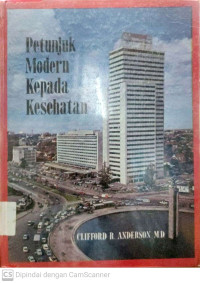 Petunjuk
Modern
Kepada
Kesehatan
CLIFFORD R. ANDERSON M D
CS Dipindai dengan CamScanner